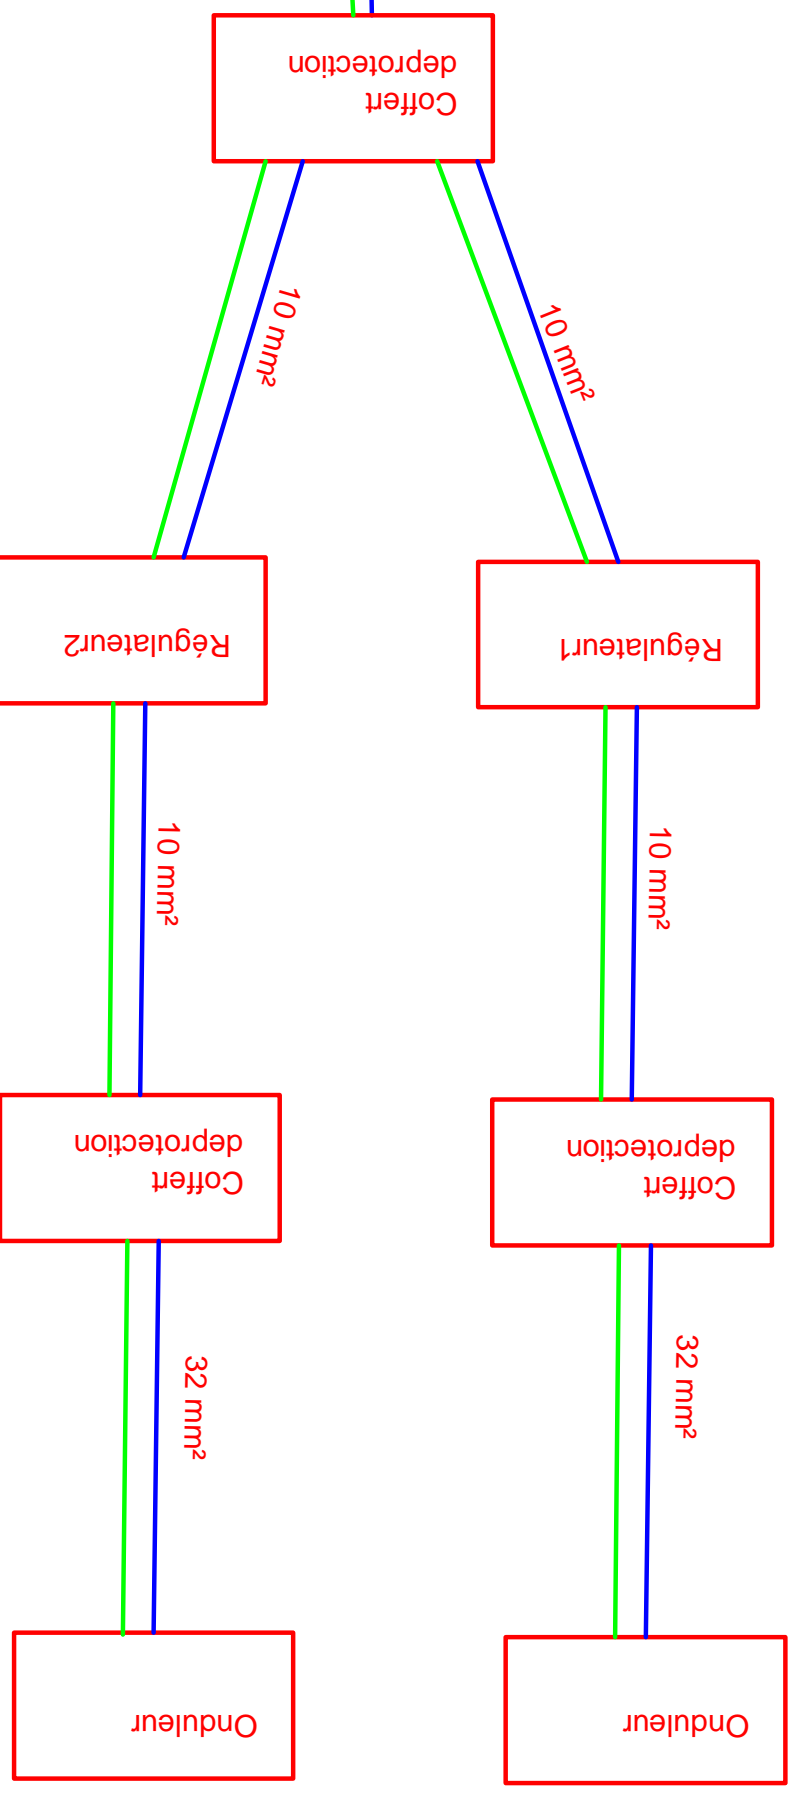 Onduleur
Onduleur
32 mm²
32 mm²
Coffert
deprotection
Coffert
deprotection
10 mm²
10 mm²
Régulateur1
Régulateur2
10 mm²
10 mm²
Coffert
deprotection